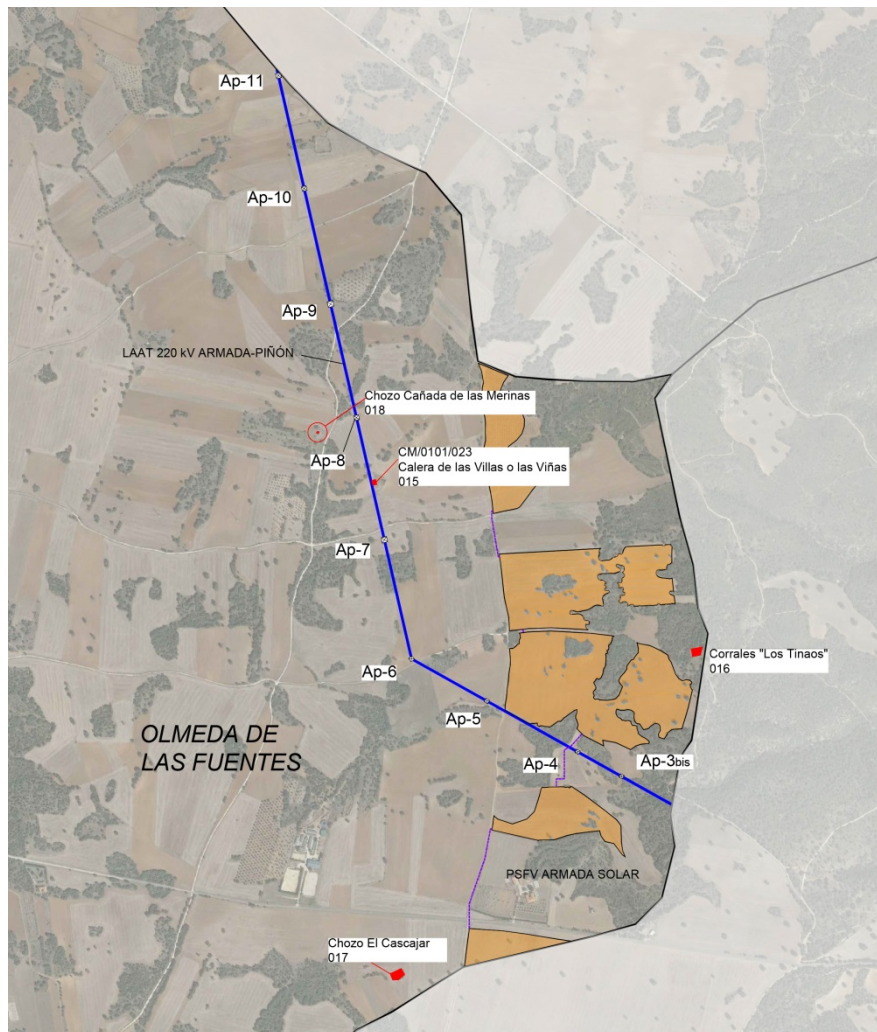 Ap-11
Ap-10
Ap-9
LAAT 220 kV ARMADA-PIÑÓN
Chozo Cañada de las Merinas
018
Ap-8
CM/0101/023
Calera de las Villas o las Viñas
015
Ap-7
Corrales "Los Tinaos"
016
Ap-6
Ap-5
OLMEDA DE
LAS FUENTES
Ap-4
Ap-3bis
PSFV ARMADA SOLAR
Chozo El Cascajar
017